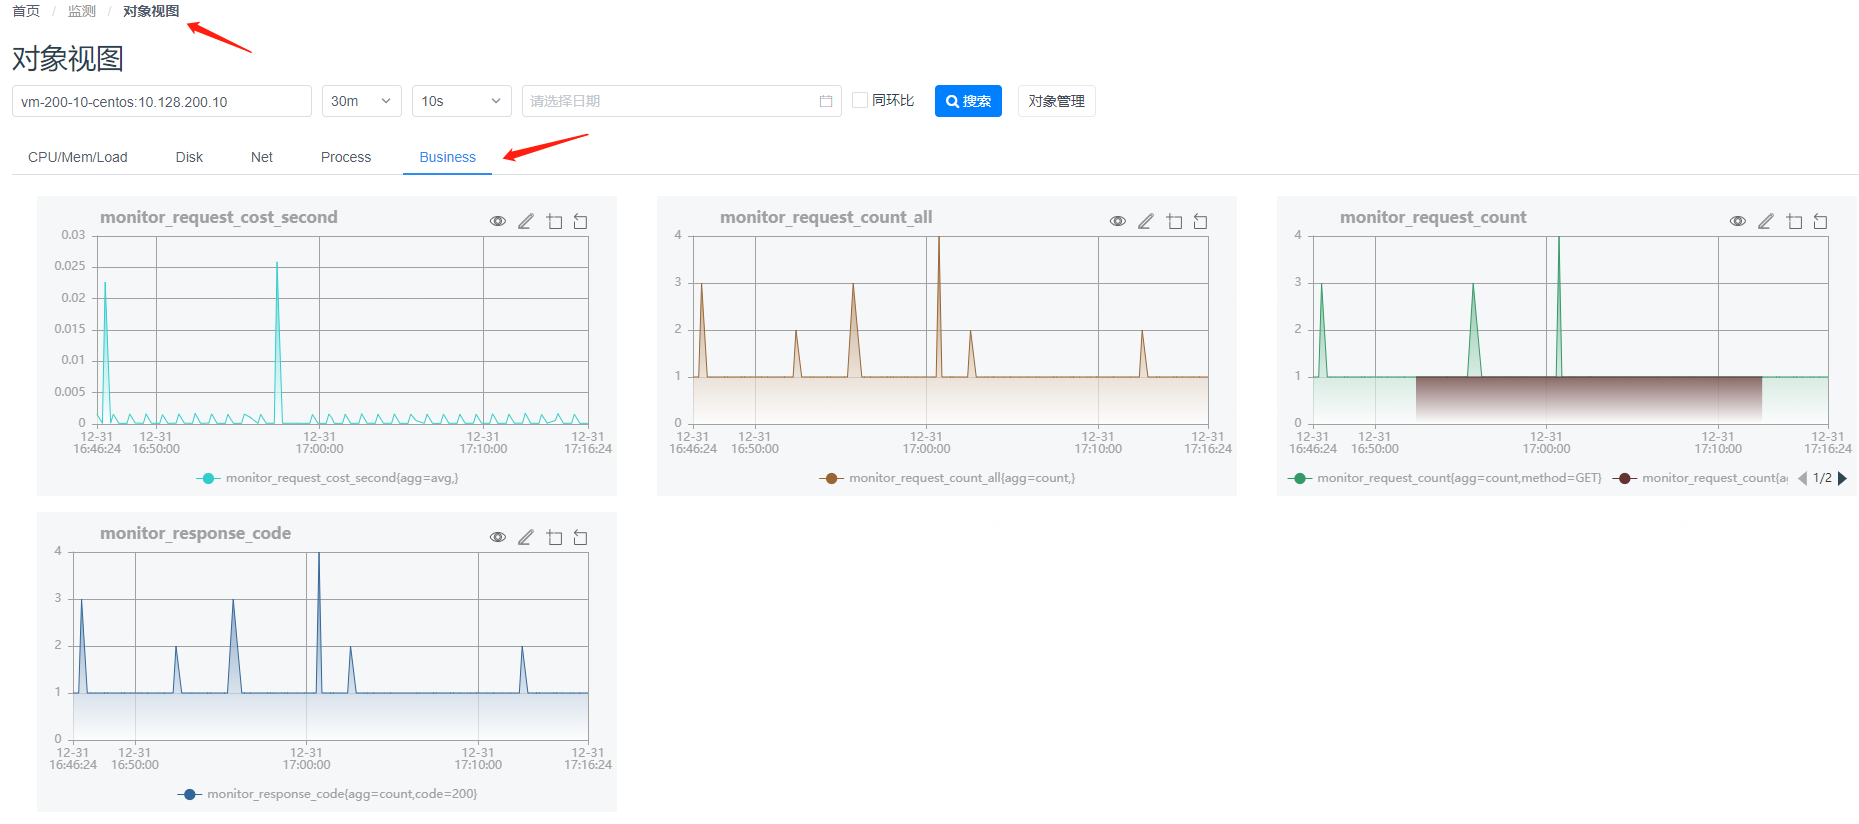 首页 / 监测 / 对象视图
对象视图
vm-200-10-centos:10.128.200.10 30m 10s 请选择日期 同环比 搜索 对象管理
CPU/Mem/Load Disk Net Process Business
monitor_request_cost_second
0.03
0.025
0.02
0.015
0.01
0.005
0
12-31 12-31 12-31 12-31 12-31
16:46:24 16:50:00 17:00:00 17:10:00 17:16:24
monitor_request_cost_second{agg=avg,}
monitor_request_count_all
4
3
2
1
0
12-31 12-31 12-31 12-31 12-31
16:46:24 16:50:00 17:00:00 17:10:00 17:16:24
monitor_request_count_all{agg=count,}
monitor_request_count
4
3
2
1
0
12-31 12-31 12-31 12-31 12-31
16:46:24 16:50:00 17:00:00 17:10:00 17:16:24
monitor_request_count{agg=count,method=GET} monitor_request_count{ag 1/2
monitor_response_code
4
3
2
1
0
12-31 12-31 12-31 12-31 12-31
16:46:24 16:50:00 17:00:00 17:10:00 17:16:24
monitor_response_code{agg=count,code=200}